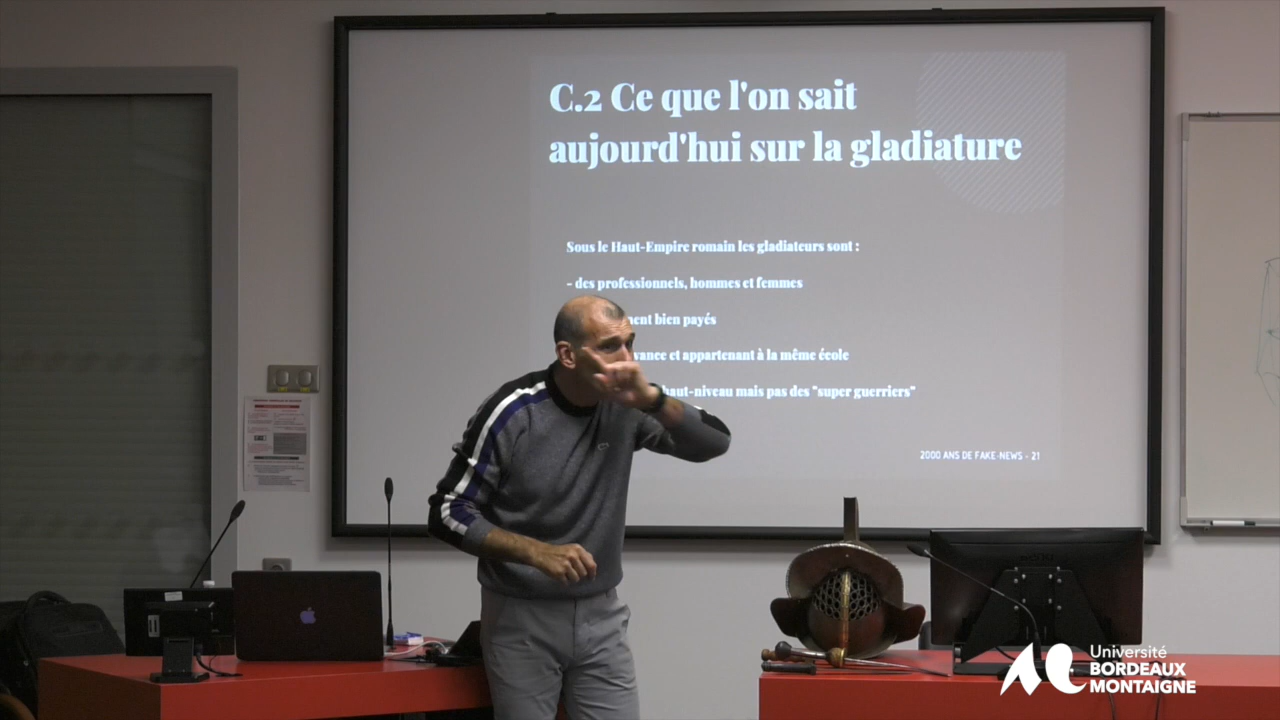 C.2 Ce que l'on sait
aujourd'hui sur la gladiature
Sous le Haut-Empire romain les gladiateurs sont :
- des professionnels, hommes et femmes
bien payés
et appartenant à la même école
haut-niveau mais pas des "super guerriers"
2000 ANS DE FAKE-NEWS - 21
Université
BORDEAUX
MONTAIGNE